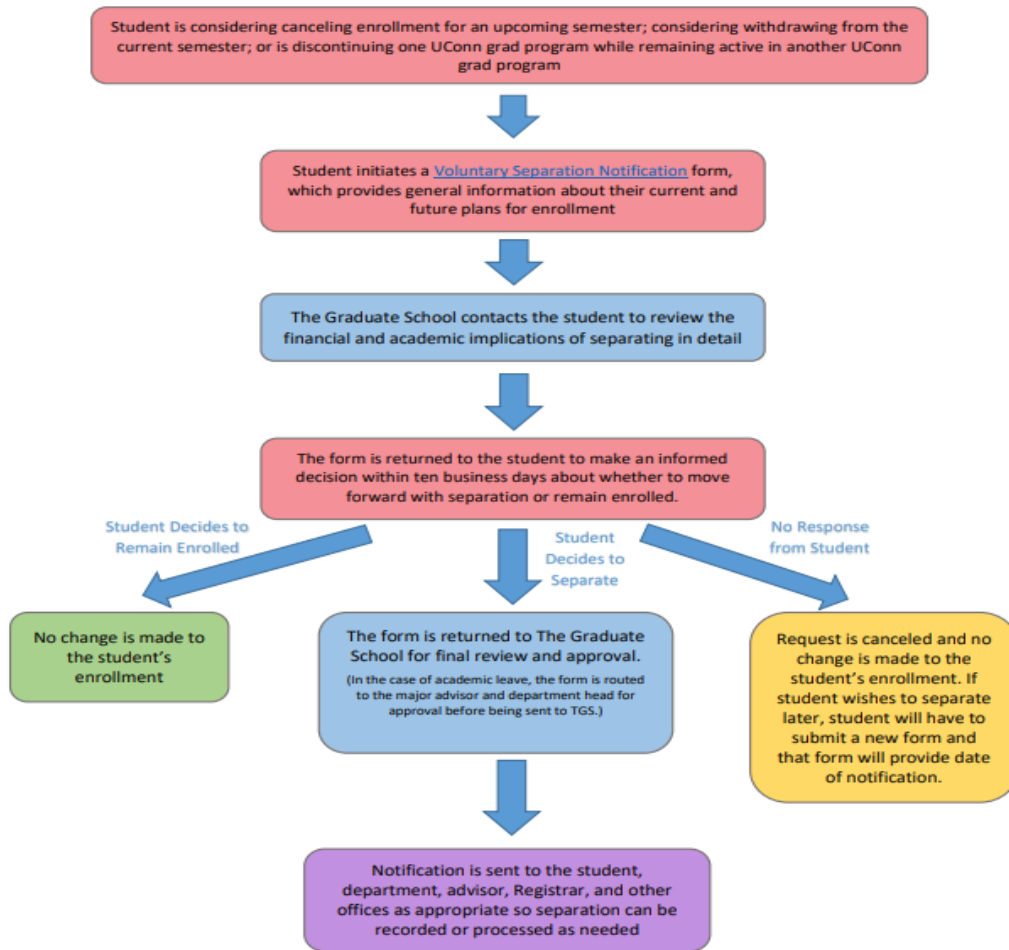 Student is considering canceling enrollment for an upcoming semester; considering withdrawing from
the current semester; or is discontinuing one UConn grad program while remaining active in another UConn
grad program
Student initiates a Voluntary Separation Notification form,
which provides general information about their current and
future plans for enrollment
The Graduate School contacts the student to review the
financial and academic implications of separating in detail
The form is returned to the student to make an informed
decision within ten business days about whether to move
forward with separation or remain enrolled.
Student Decides to
Remain Enrolled
Student
Decides to
Separate
No Response
from Student
No change is made to
the student's
enrollment
The form is returned to The Graduate
School for final review and approval.
(In the case of academic leave, the form is routed
to the major advisor and department head for
approval before being sent to TGS.)
Request is canceled and no
change is made to the
student's enrollment. If
student wishes to separate
later, student will have to
submit a new form and
that form will provide date
of notification.
Notification is sent to the student,
department, advisor, Registrar, and other
offices as appropriate so separation can be
recorded or processed as needed